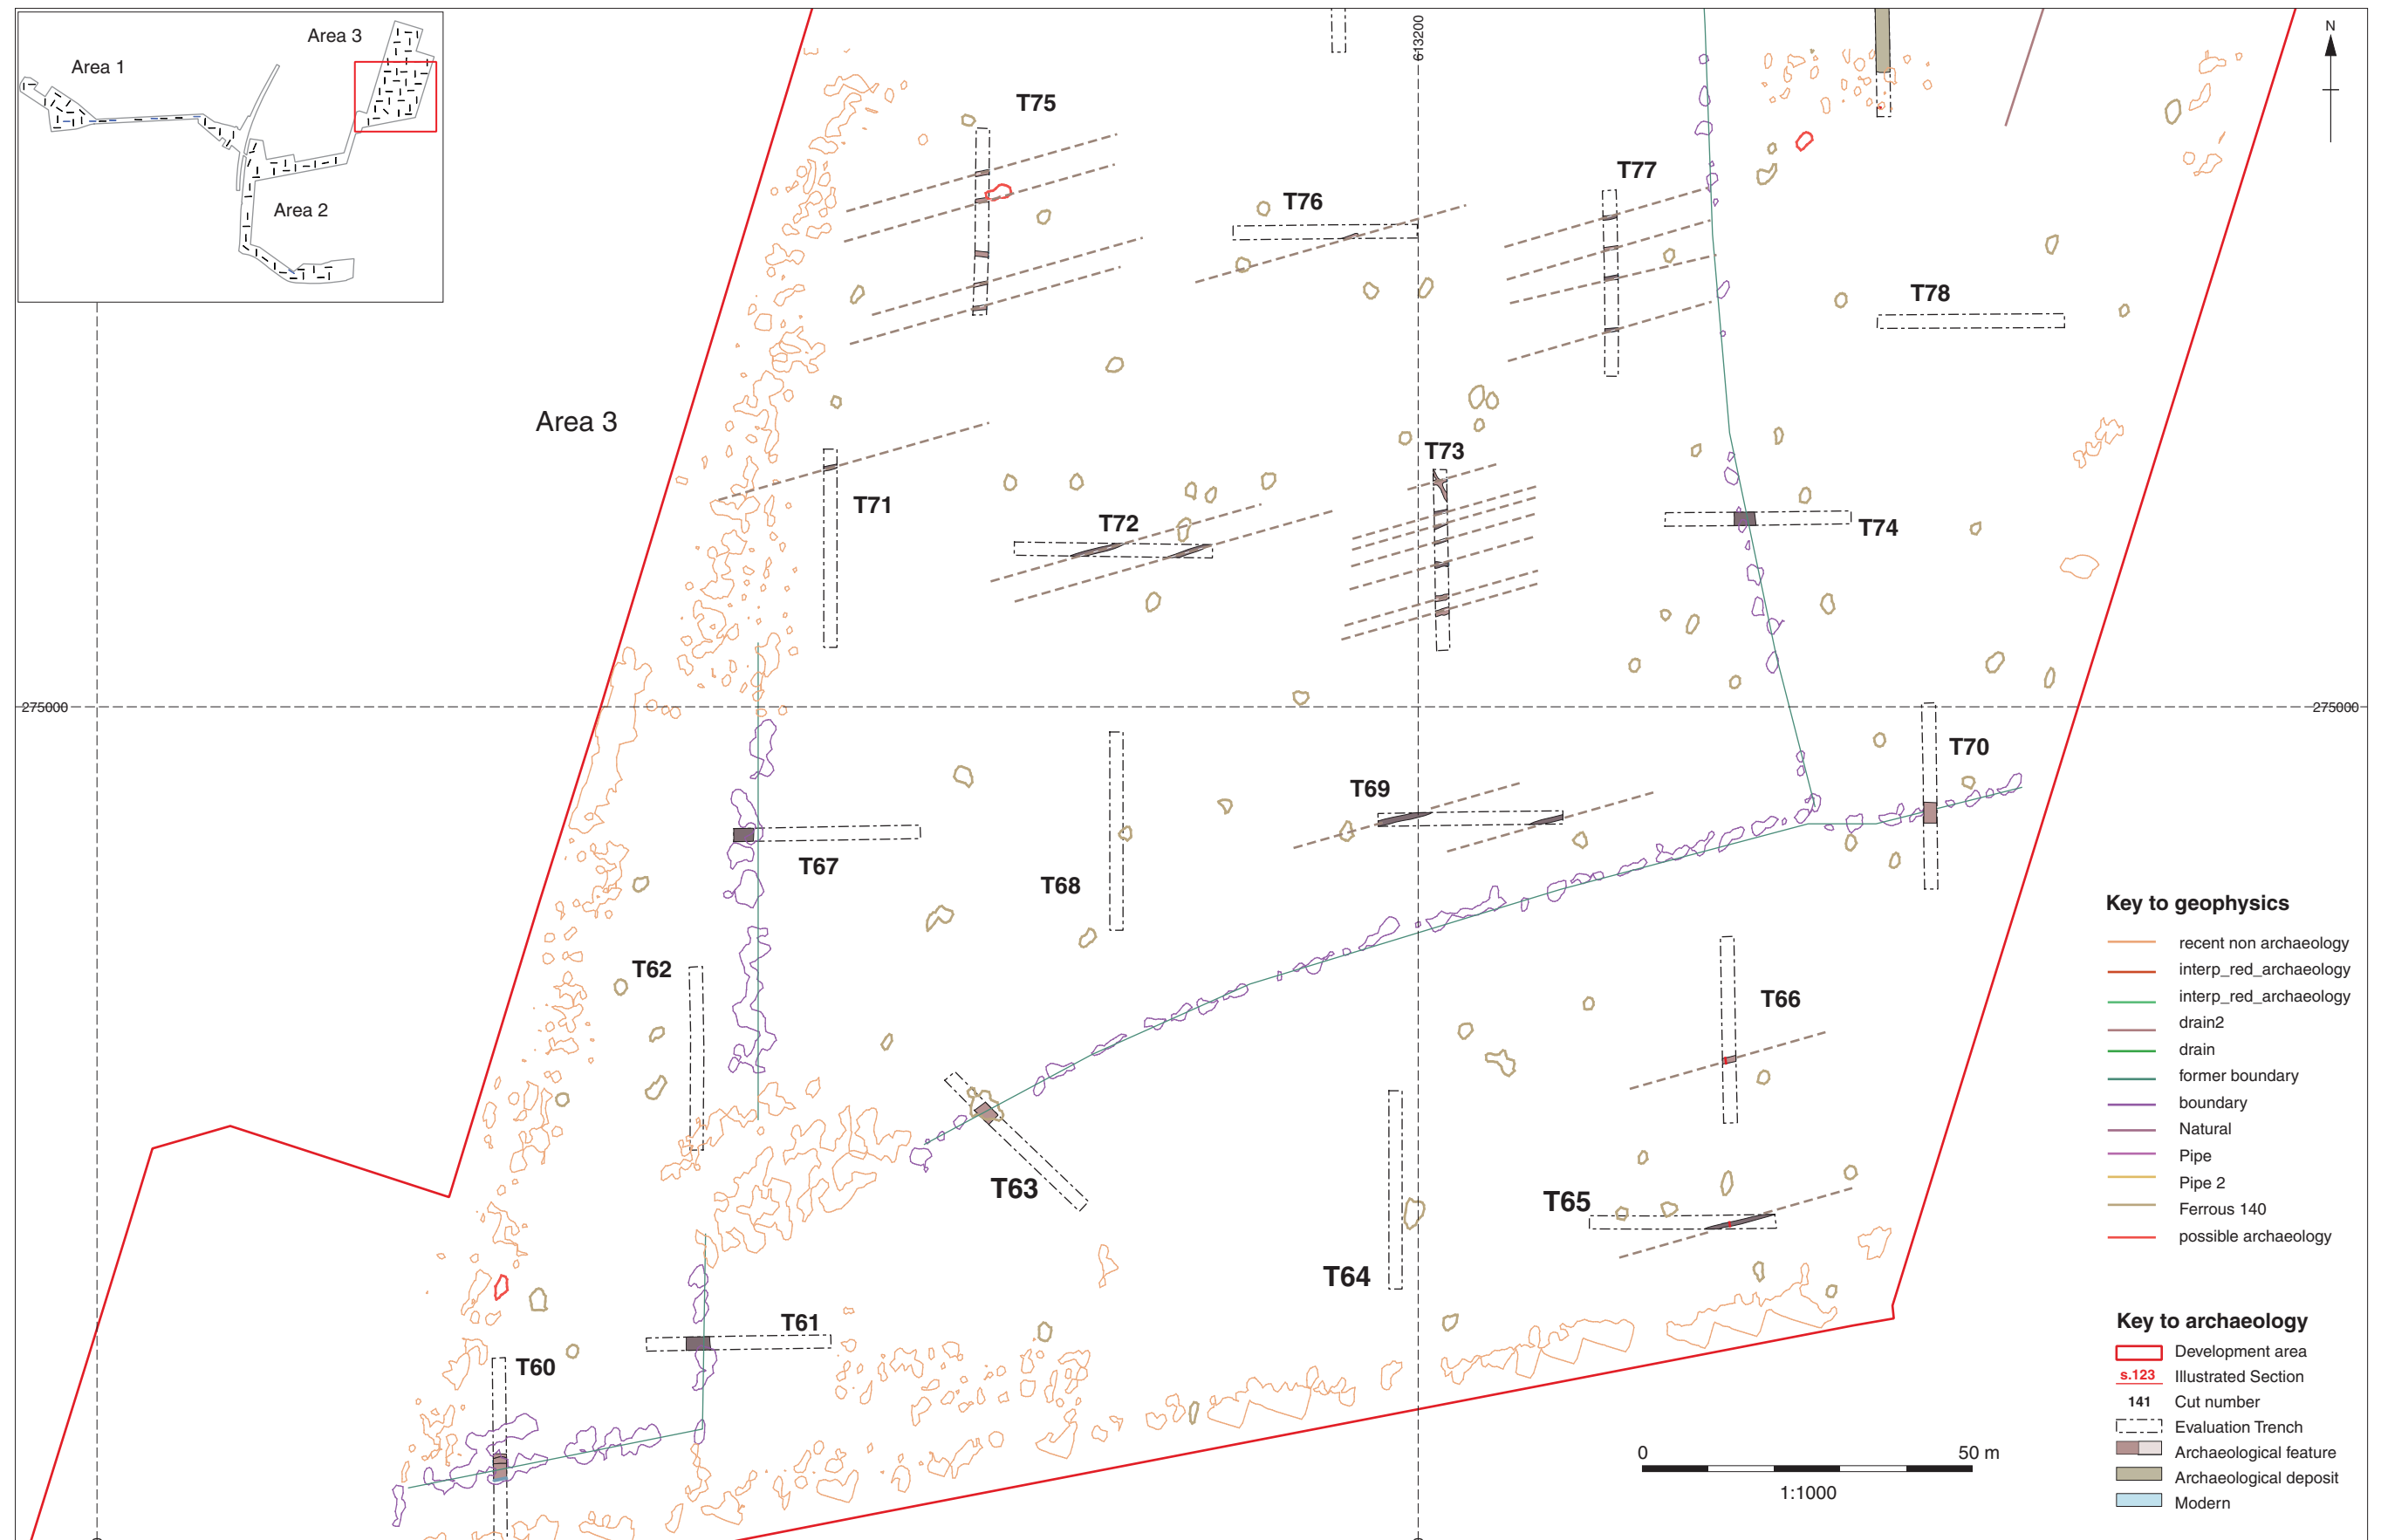 Area 3
Area 1
Area 2
N
613200
T75
T77
T76
T78
Area 3
T73
T71
T72
T74
275000
275000
T70
T69
T67
T68
T62
T66
T63
T65
T64
T61
T60
Key to geophysics
recent non archaeology
interp_red_archaeology
interp_red_archaeology
drain2
drain
former boundary
boundary
Natural
Pipe
Pipe 2
Ferrous 140
possible archaeology
Key to archaeology
Development area
s.123 Illustrated Section
141 Cut number
Evaluation Trench
Archaeological feature
Archaeological deposit
Modern
0 50 m
1:1000